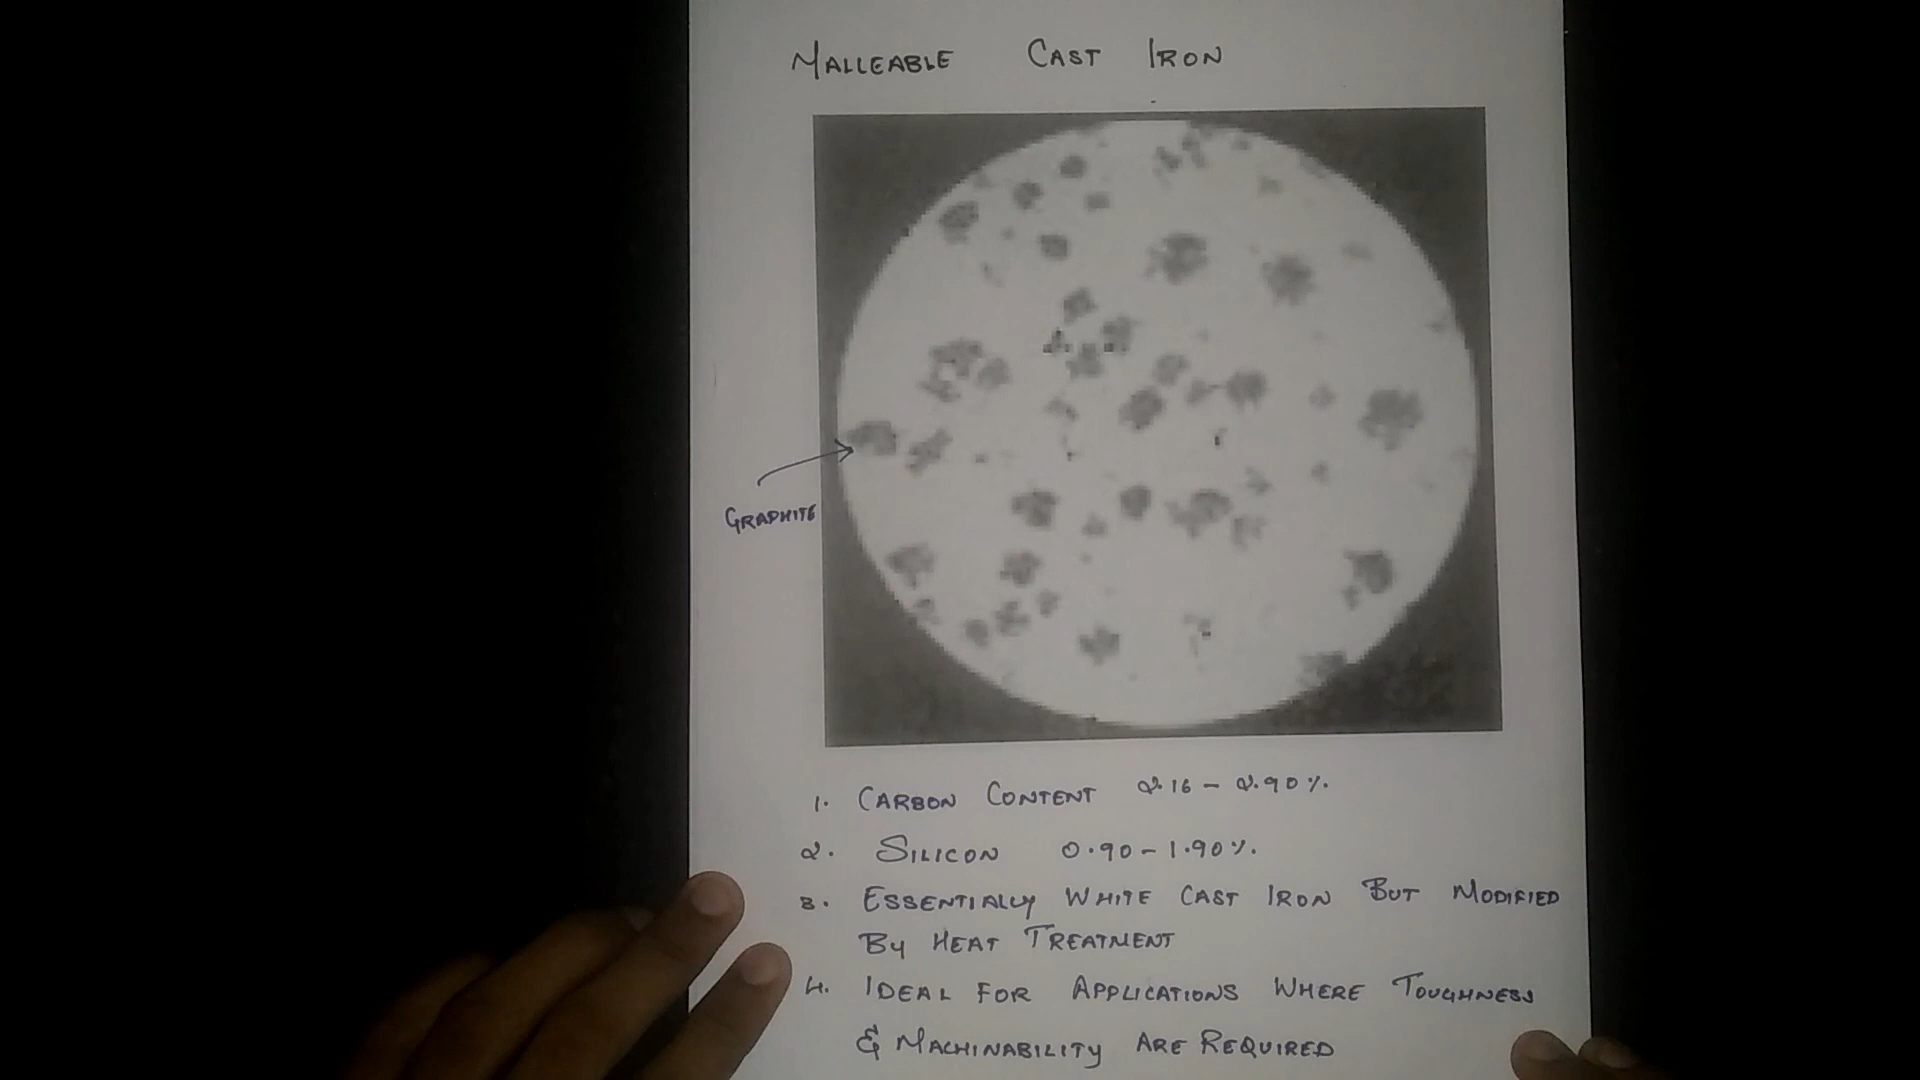 MALLEABLE CAST IRON
GRAPHITE
1. CARBON CONTENT 2.16 - 2.90%.
2. SILICON 0.90 - 1.90%.
3. ESSENTIALLY WHITE CAST IRON BUT MODIFIED
BY HEAT TREATMENT
4. IDEAL FOR APPLICATIONS WHERE TOUGHNESS
& MACHINABILITY ARE REQUIRED